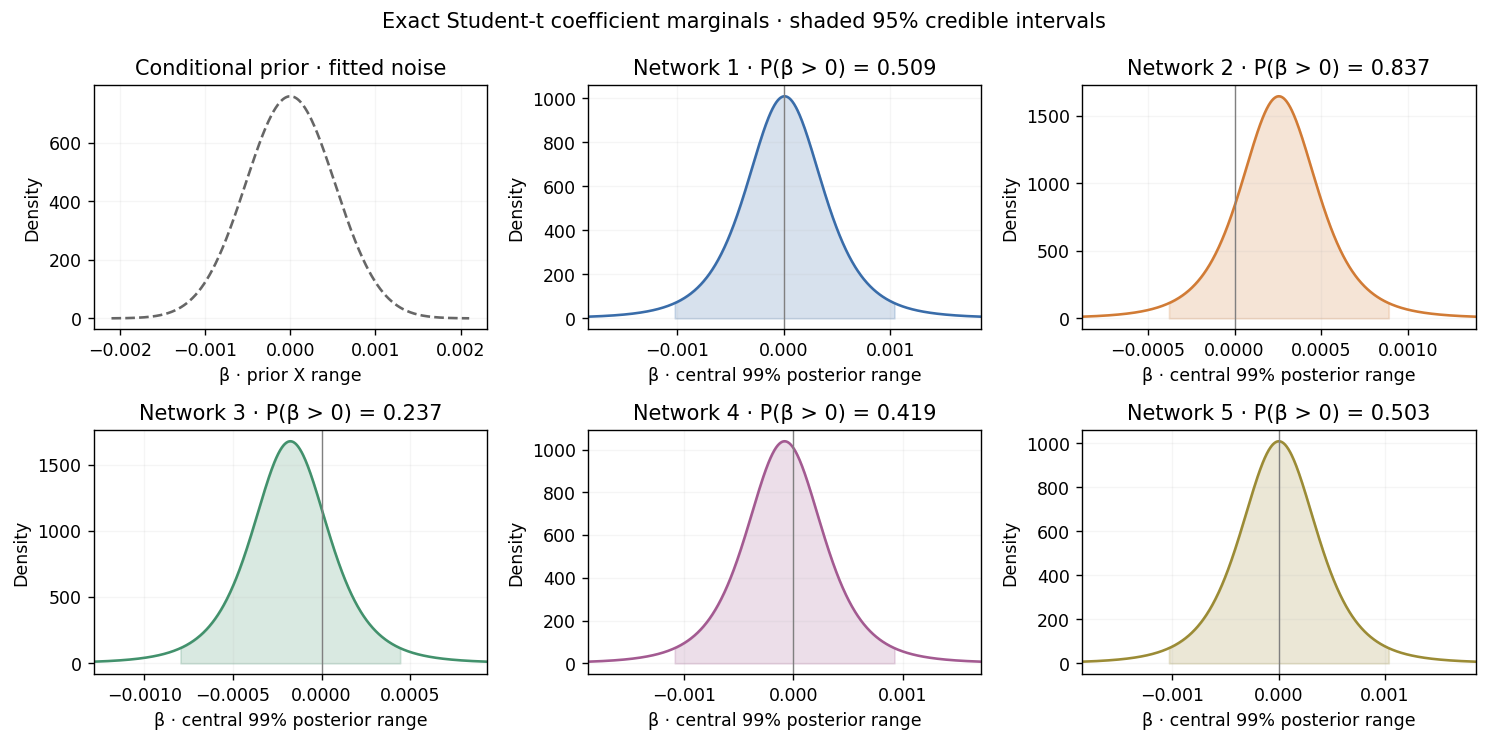 Exact Student-t coefficient marginals · shaded 95% credible intervals
Conditional prior · fitted noise
Density
600
400
200
0
−0.002 −0.001 0.000 0.001 0.002
β · prior X range
Network 1 · P(β > 0) = 0.509
Density
1000
800
600
400
200
0
−0.001 0.000 0.001
β · central 99% posterior range
Network 2 · P(β > 0) = 0.837
Density
1500
1000
500
0
−0.0005 0.0000 0.0005 0.0010
β · central 99% posterior range
Network 3 · P(β > 0) = 0.237
Density
1500
1000
500
0
−0.0010 −0.0005 0.0000 0.0005
β · central 99% posterior range
Network 4 · P(β > 0) = 0.419
Density
1000
800
600
400
200
0
−0.001 0.000 0.001
β · central 99% posterior range
Network 5 · P(β > 0) = 0.503
Density
1000
800
600
400
200
0
−0.001 0.000 0.001
β · central 99% posterior range